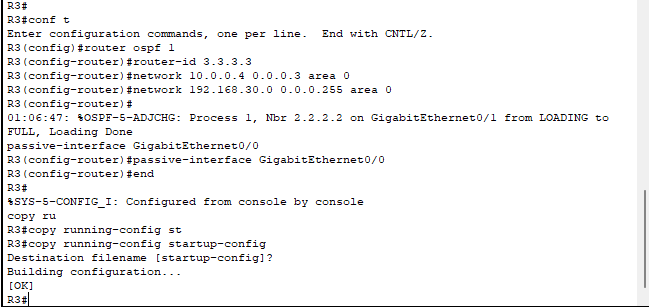 R3#
R3#conf t
Enter configuration commands, one per line.  End with CNTL/Z.
R3(config)#router ospf 1
R3(config-router)#router-id 3.3.3.3
R3(config-router)#network 10.0.0.4 0.0.0.3 area 0
R3(config-router)#network 192.168.30.0 0.0.0.255 area 0
R3(config-router)#
01:06:47: %OSPF-5-ADJCHG: Process 1, Nbr 2.2.2.2 on GigabitEthernet0/1 from LOADING to
FULL, Loading Done
passive-interface GigabitEthernet0/0
R3(config-router)#passive-interface GigabitEthernet0/0
R3(config-router)#end
R3#
%SYS-5-CONFIG_I: Configured from console by console
copy ru
R3#copy running-config st
R3#copy running-config startup-config
Destination filename [startup-config]?
Building configuration...
[OK]
R3#